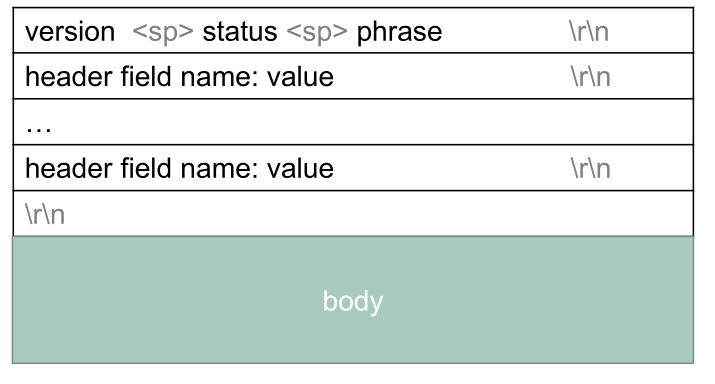 version <sp> status <sp> phrase \r\n
header field name: value \r\n
…
header field name: value \r\n
\r\n
body